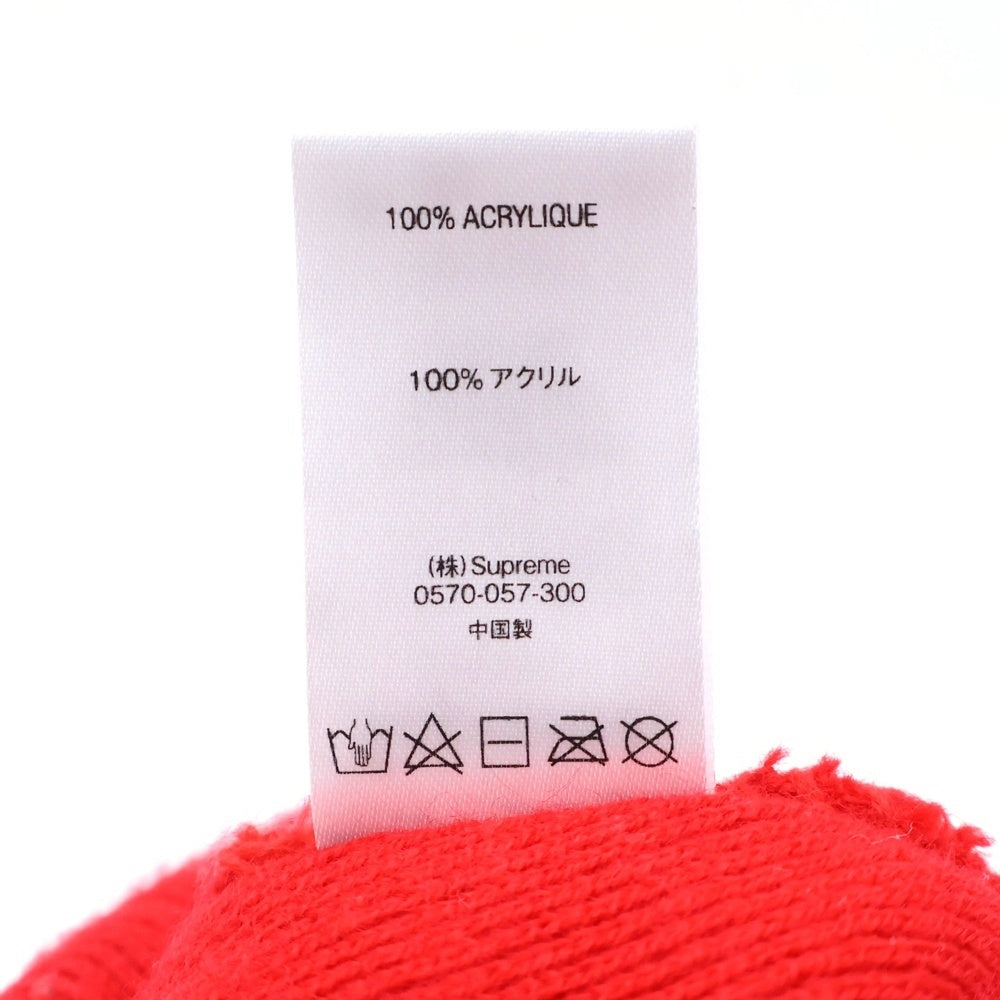 100% ACRYLIQUE
100% アクリル
(株)Supreme
0570-057-300
中国製